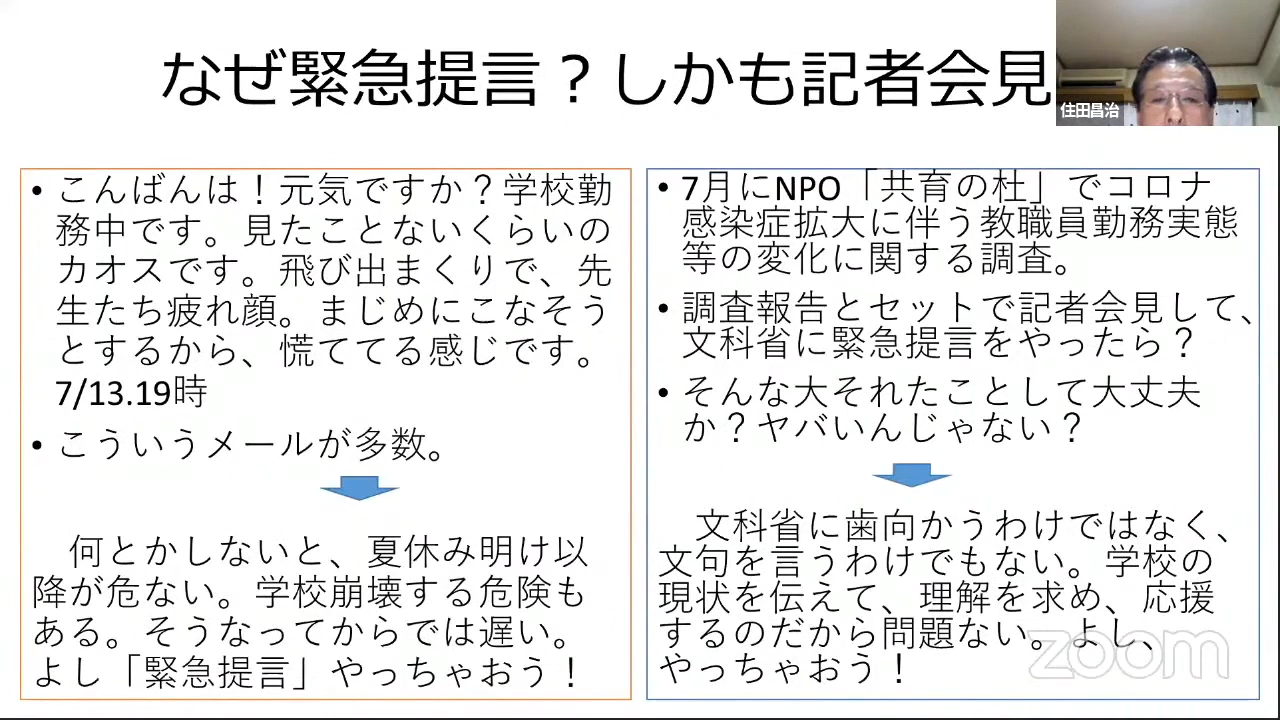 なぜ緊急提言？しかも記者会見
住田昌治
• こんばんは！元気ですか？学校勤
務中です。見たことないくらいの
カオスです。飛び出まくりで、先
生たち疲れ顔。まじめにこなそう
とするから、慌ててる感じです。
7/13.19時
• こういうメールが多数。
何とかしないと、夏休み明け以
降が危ない。学校崩壊する危険も
ある。そうなってからでは遅い。
よし「緊急提言」やっちゃおう！
• 7月にNPO「共育の杜」でコロナ
感染症拡大に伴う教職員勤務実態
等の変化に関する調査。
• 調査報告とセットで記者会見して、
文科省に緊急提言をやったら？
• そんな大それたことして大丈夫
か？ヤバいんじゃない？
文科省に歯向かうわけではなく、
文句を言うわけでもない。学校の
現状を伝えて、理解を求め、応援
するのだから問題ない。よし、
やっちゃおう！
zoom